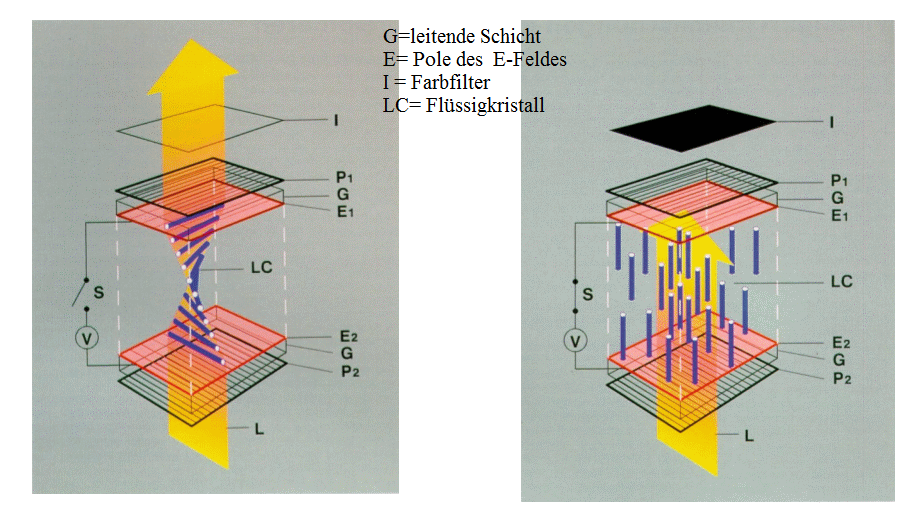 G=leitende Schicht
E= Pole des E-Feldes
I = Farbfilter
LC= Flüssigkristall
I
P1
G
E1
LC
S
V
E2
G
P2
L
I
P1
G
E1
LC
S
V
E2
G
P2
L